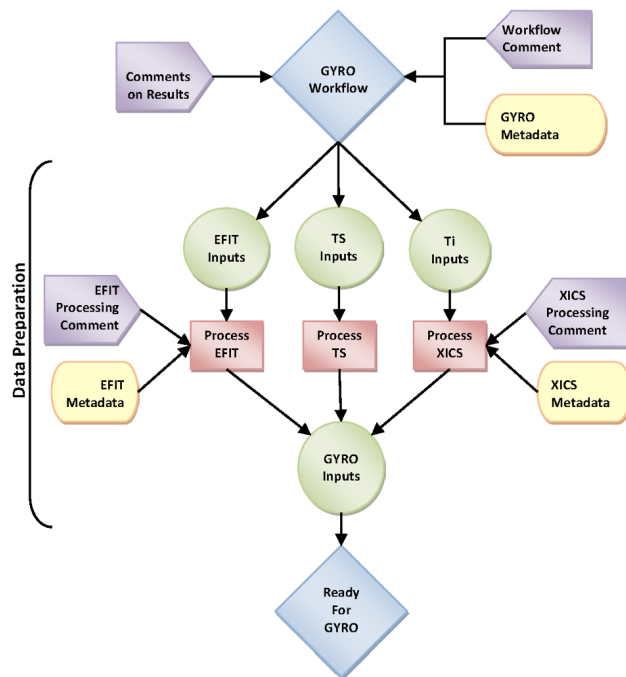 Comments
on Results
GYRO
Workflow
Workflow
Comment
GYRO
Metadata
Data Preparation
EFIT
Inputs
TS
Inputs
Ti
Inputs
EFIT
Processing
Comment
Process
EFIT
Process
TS
Process
XICS
XICS
Processing
Comment
EFIT
Metadata
XICS
Metadata
GYRO
Inputs
Ready
For
GYRO